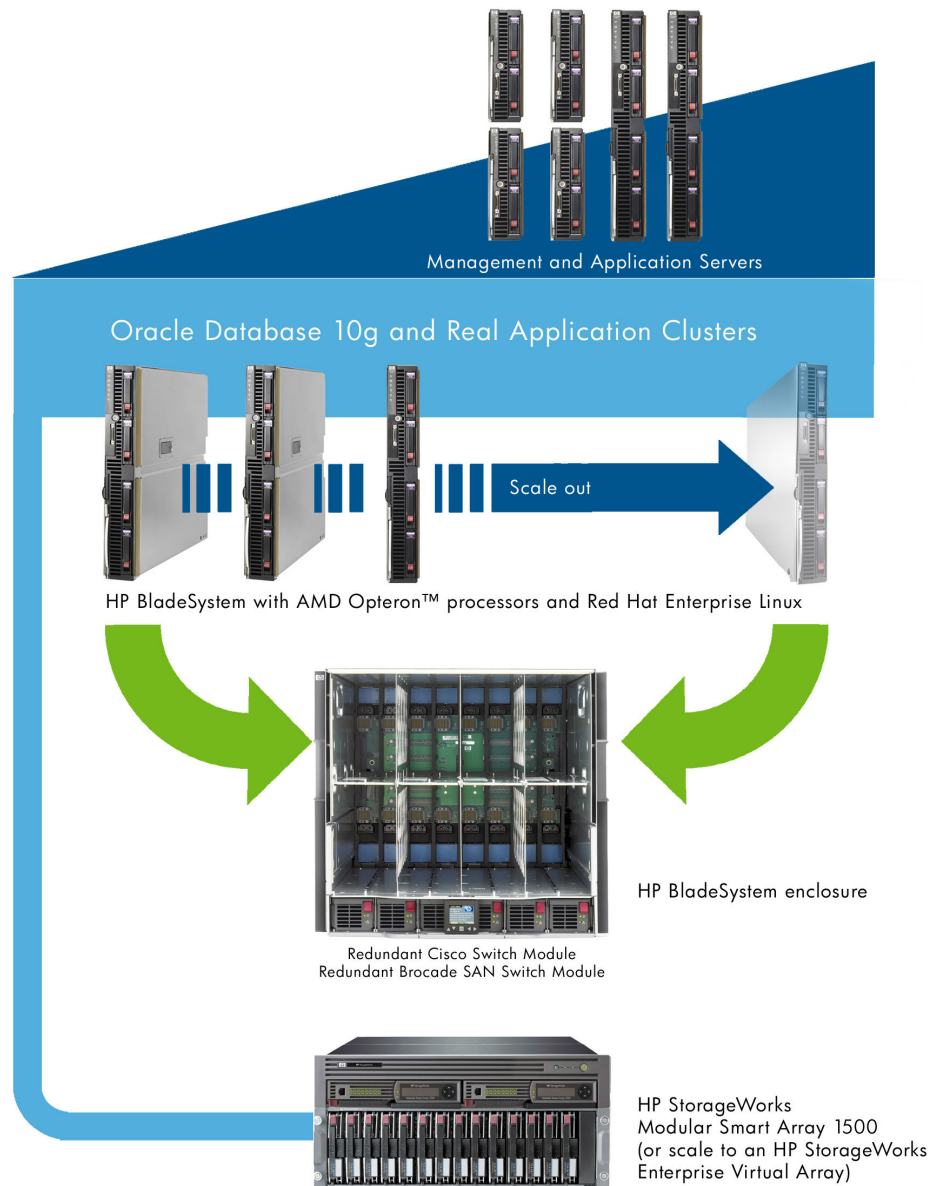 Management and Application Servers
Oracle Database 10g and Real Application Clusters
Scale out
HP BladeSystem with AMD Opteron™ processors and Red Hat Enterprise Linux
HP BladeSystem enclosure
Redundant Cisco Switch Module
Redundant Brocade SAN Switch Module
HP StorageWorks
Modular Smart Array 1500
(or scale to an HP StorageWorks
Enterprise Virtual Array)